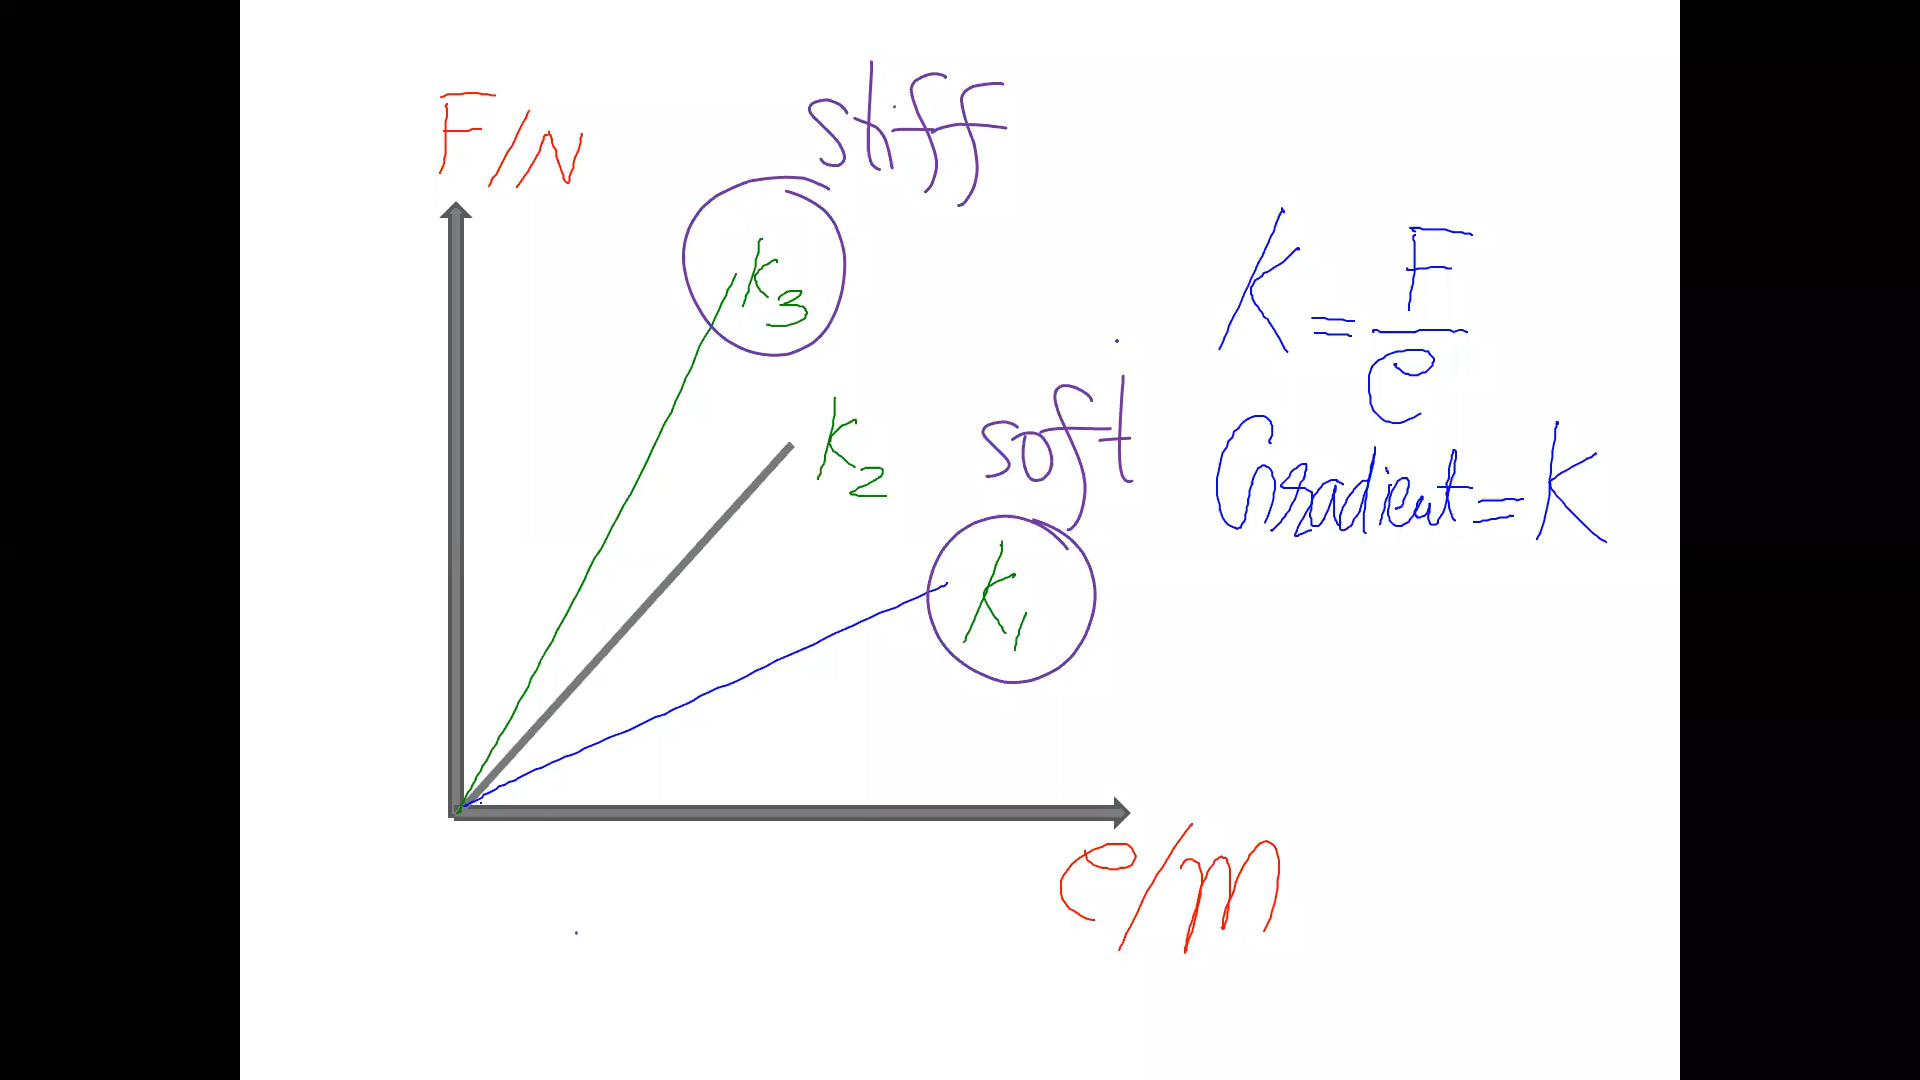 F/N
stiff
k3
K = F/e
k2
soft
Gradient = K
K1
e/m